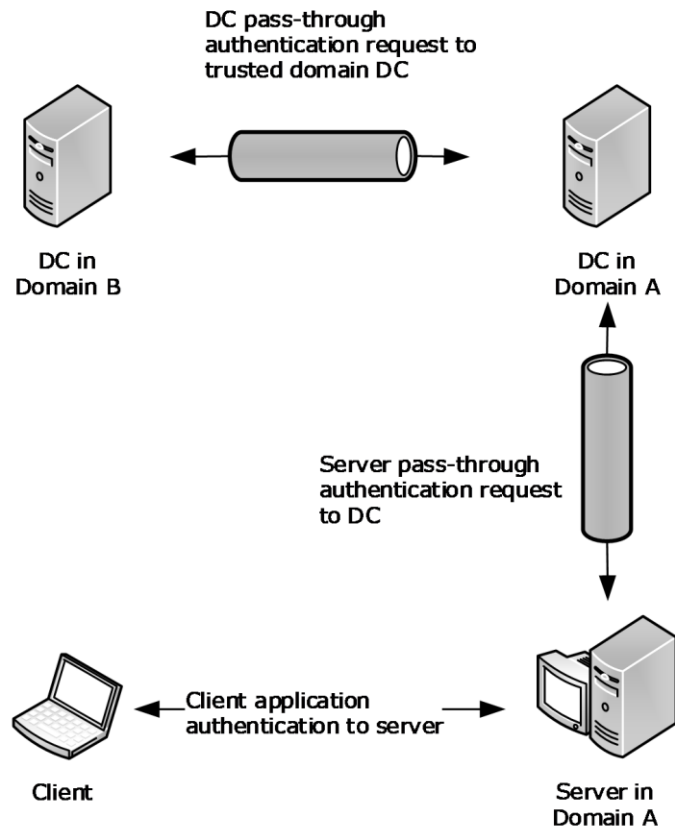 DC pass-through
authentication request to
trusted domain DC
DC in
Domain B
DC in
Domain A
Server pass-through
authentication request
to DC
Client application
authentication to server
Client
Server in
Domain A